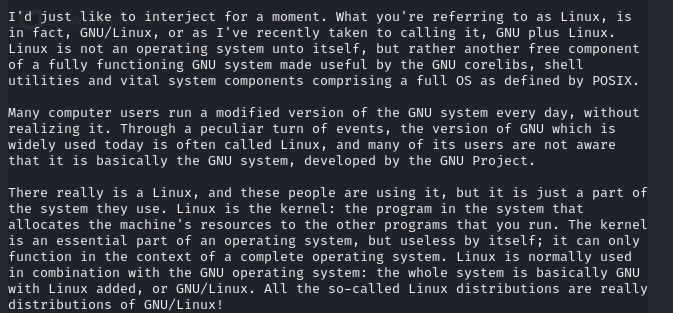 I'd just like to interject for a moment. What you're referring to as Linux, is
in fact, GNU/Linux, or as I've recently taken to calling it, GNU plus Linux.
Linux is not an operating system unto itself, but rather another free component
of a fully functioning GNU system made useful by the GNU corelibs, shell
utilities and vital system components comprising a full OS as defined by POSIX.

Many computer users run a modified version of the GNU system every day, without
realizing it. Through a peculiar turn of events, the version of GNU which is
widely used today is often called Linux, and many of its users are not aware
that it is basically the GNU system, developed by the GNU Project.

There really is a Linux, and these people are using it, but it is just a part of
the system they use. Linux is the kernel: the program in the system that
allocates the machine's resources to the other programs that you run. The kernel
is an essential part of an operating system, but useless by itself; it can only
function in the context of a complete operating system. Linux is normally used
in combination with the GNU operating system: the whole system is basically GNU
with Linux added, or GNU/Linux. All the so-called Linux distributions are really
distributions of GNU/Linux!